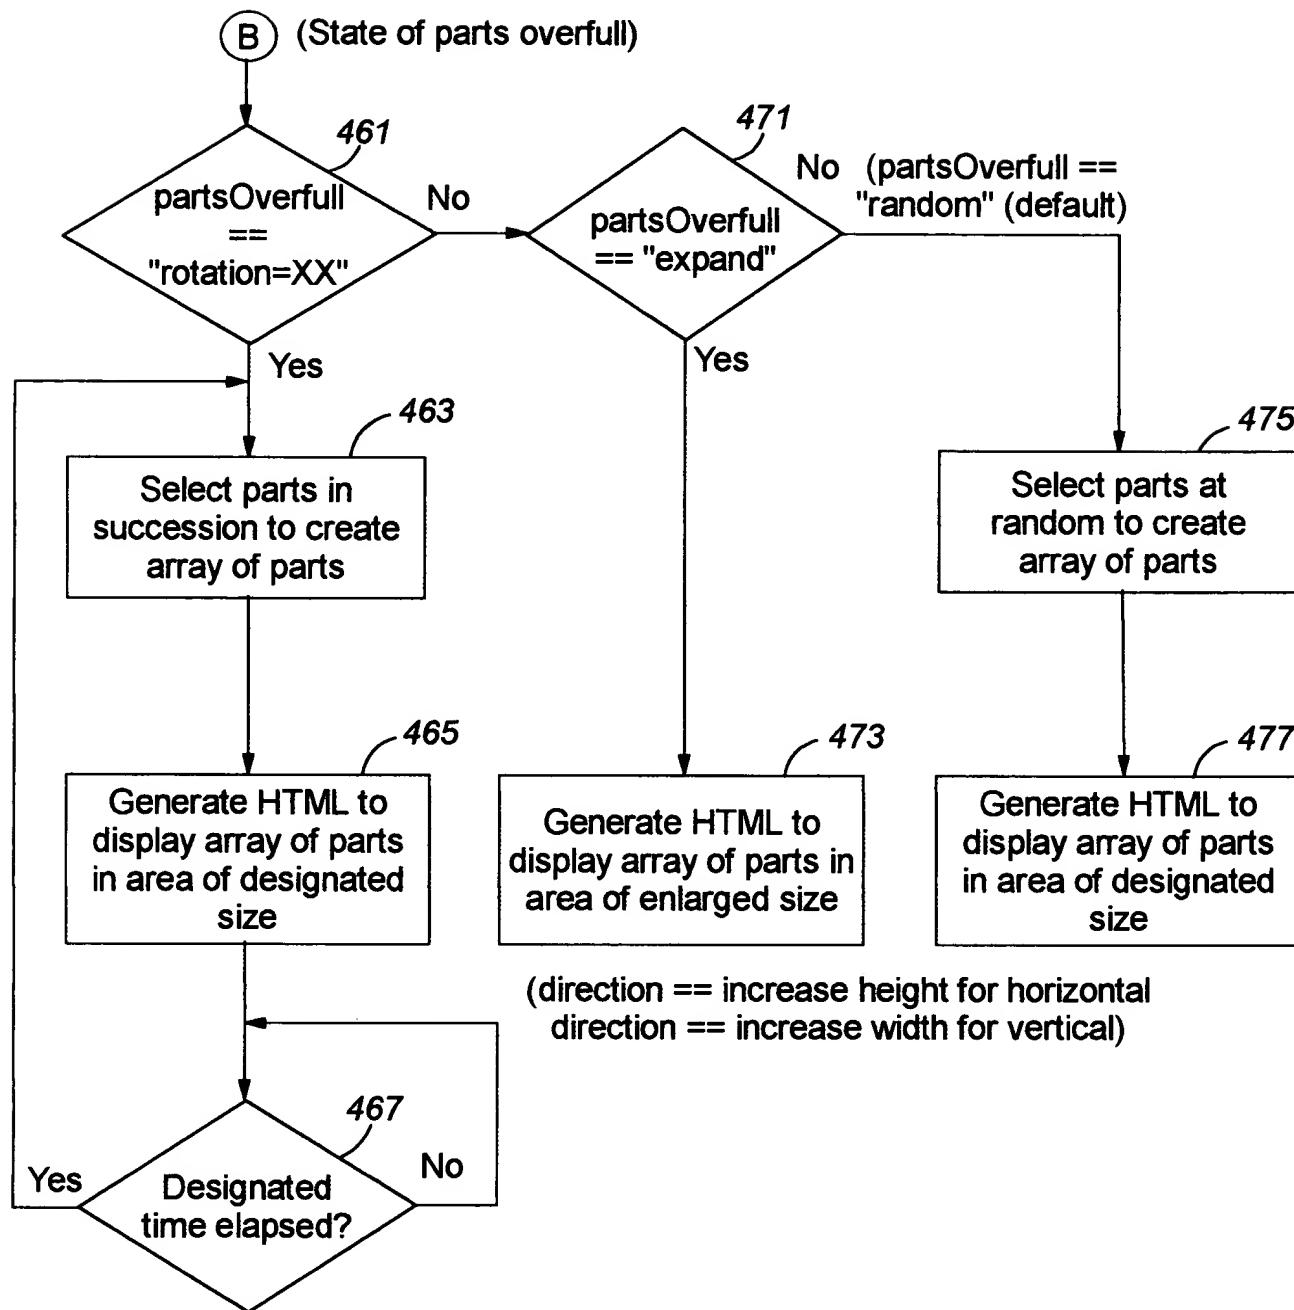 B (State of parts overfull)
461
partsOverfull
==
"rotation=XX"
No
471
partsOverfull
== "expand"
No (partsOverfull ==
"random" (default)
Yes
Yes
463
Select parts in
succession to create
array of parts
475
Select parts at
random to create
array of parts
465
Generate HTML to
display array of parts
in area of designated
size
473
Generate HTML to
display array of parts in
area of enlarged size
477
Generate HTML to
display array of parts
in area of designated
size
(direction == increase height for horizontal
direction == increase width for vertical)
467
Yes
Designated
time elapsed?
No